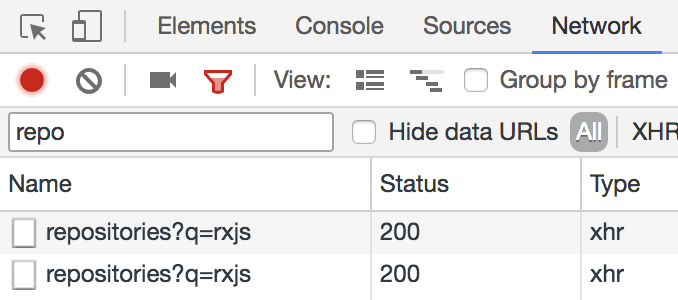 Elements Console Sources Network
View: Group by frame
repo Hide data URLs All XHR
Name Status Type
repositories?q=rxjs 200 xhr
repositories?q=rxjs 200 xhr